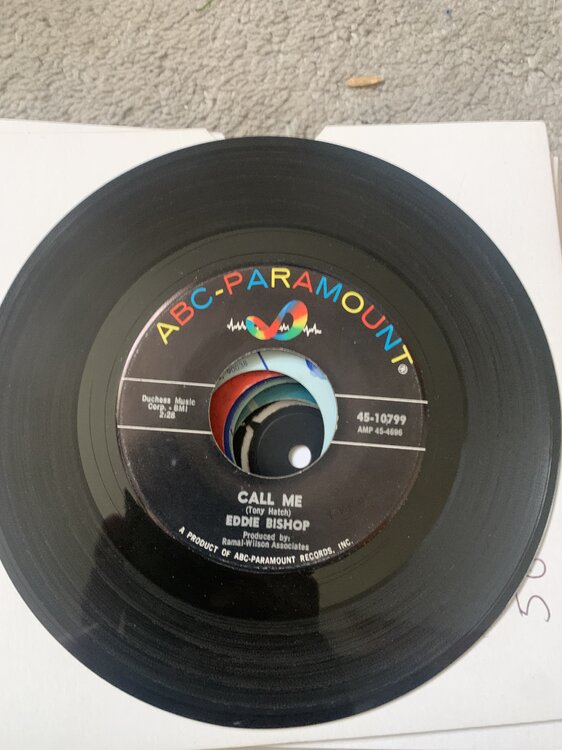 ABC-PARAMOUNT®
Duchess Music
Corp. - BMI
2:26
45-10799
AMP 45-4696
CALL ME
(Tony Hatch)
EDDIE BISHOP
Produced by:
Ramal-Wilson Associates
A PRODUCT OF ABC-PARAMOUNT RECORDS, INC.
50